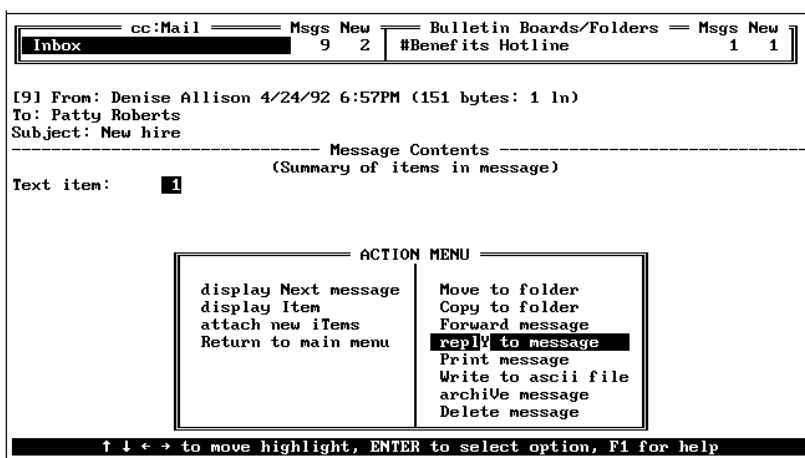 cc:Mail Msgs New Bulletin Boards/Folders Msgs New
Inbox 9 2 #Benefits Hotline 1 1
[9] From: Denise Allison 4/24/92 6:57PM (151 bytes: 1 ln)
To: Patty Roberts
Subject: New hire
Message Contents
(Summary of items in message)
Text item: 1
ACTION MENU
display Next message Move to folder
display Item Copy to folder
attach new iTems Forward message
Return to main menu replY to message
Print message
Write to ascii file
archiVe message
Delete message
↑ ↓ ← → to move highlight, ENTER to select option, F1 for help